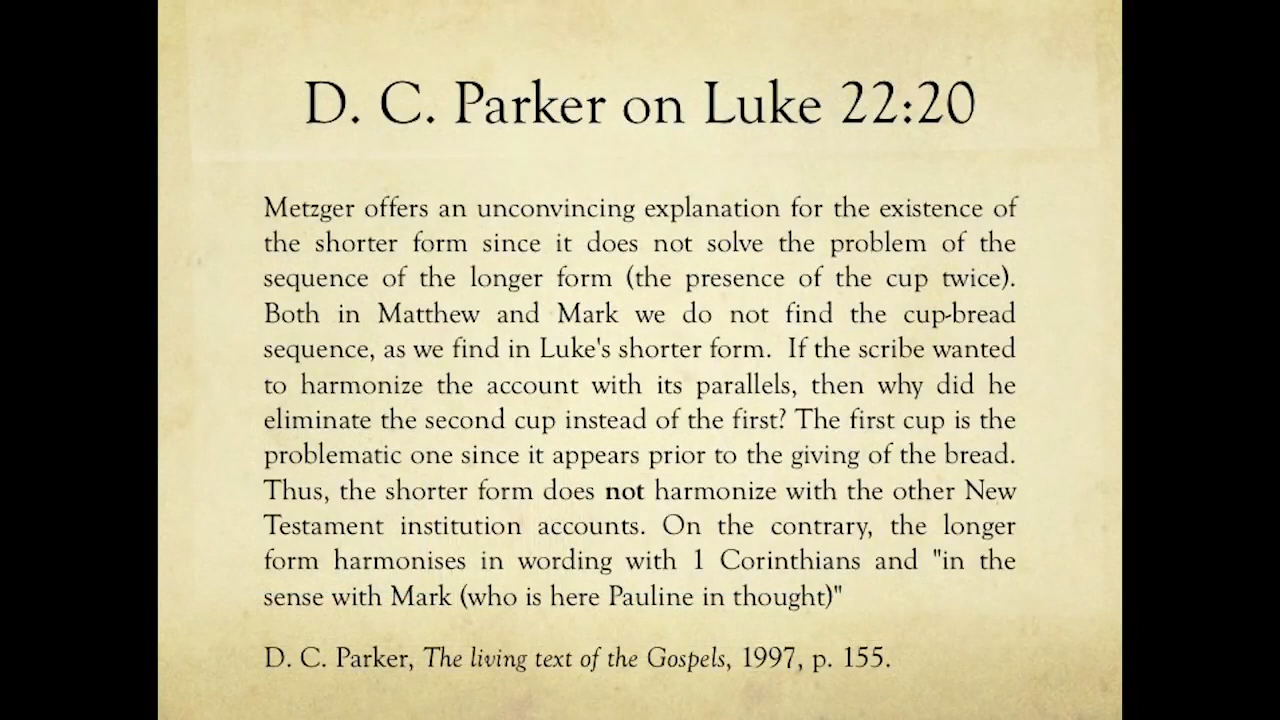 D. C. Parker on Luke 22:20
Metzger offers an unconvincing explanation for the existence of
the shorter form since it does not solve the problem of the
sequence of the longer form (the presence of the cup twice).
Both in Matthew and Mark we do not find the cup-bread
sequence, as we find in Luke's shorter form. If the scribe wanted
to harmonize the account with its parallels, then why did he
eliminate the second cup instead of the first? The first cup is the
problematic one since it appears prior to the giving of the bread.
Thus, the shorter form does not harmonize with the other New
Testament institution accounts. On the contrary, the longer
form harmonises in wording with 1 Corinthians and "in the
sense with Mark (who is here Pauline in thought)"
D. C. Parker, The living text of the Gospels, 1997, p. 155.